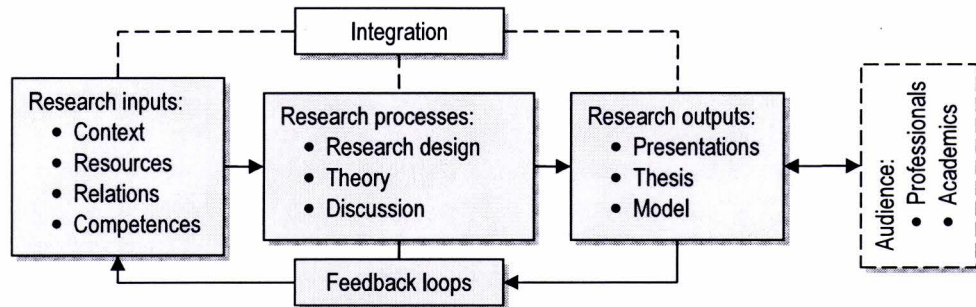 Integration
Research inputs:
• Context
• Resources
• Relations
• Competences
Research processes:
• Research design
• Theory
• Discussion
Research outputs:
• Presentations
• Thesis
• Model
Audience:
• Professionals
• Academics
Feedback loops